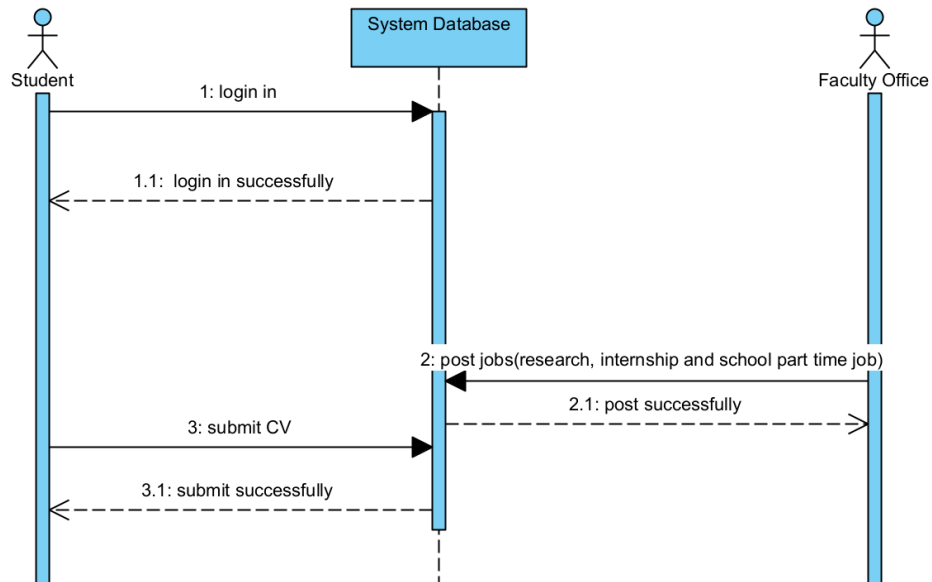 System Database
Student
Faculty Office
1: login in
1.1:  login in successfully
2: post jobs(research, internship and school part time job)
2.1: post successfully
3: submit CV
3.1: submit successfully